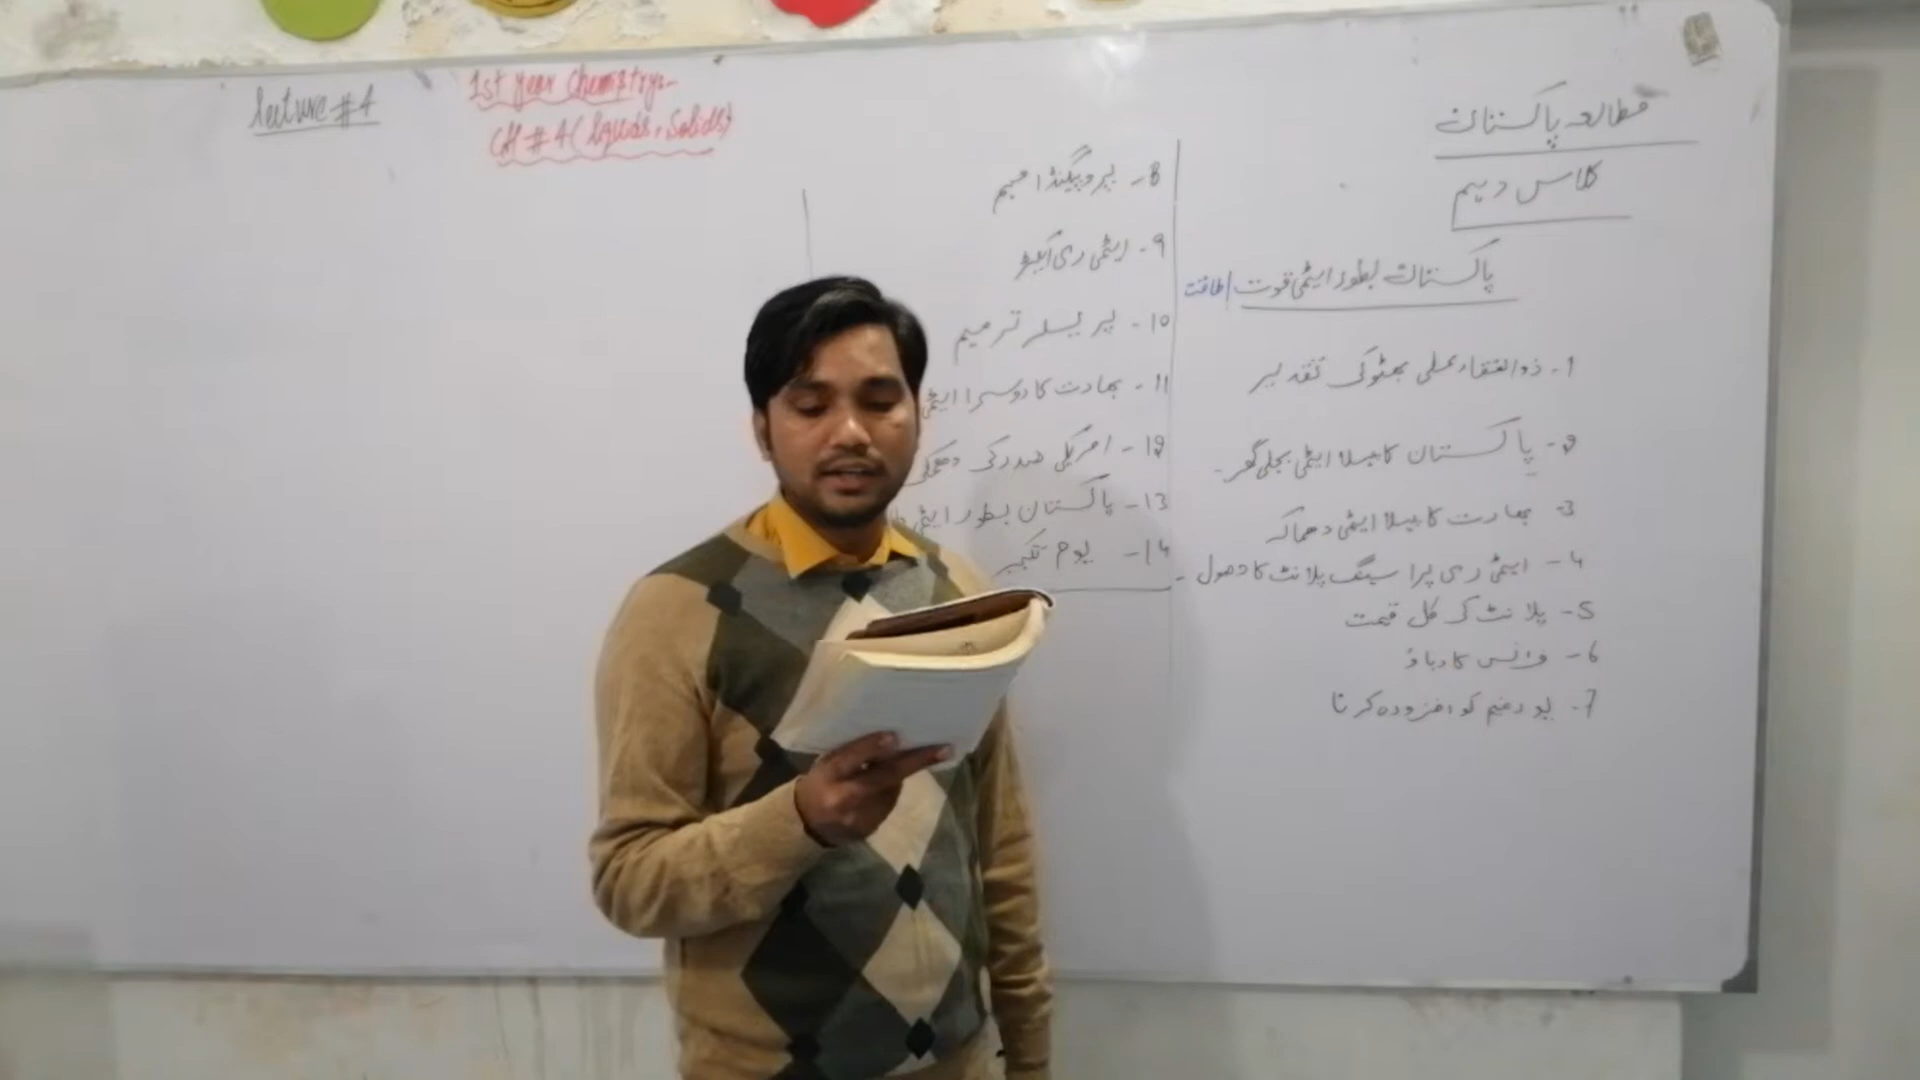 lecture #4
1st year Chemistry
CH # 4 (liquids, Solids)
مطالعہ پاکستان
کلاس دہم
پاکستان بطور ایٹمی قوت / طاقت
1- ذوالفقار علی بھٹو کی تقدیر
2- پاکستان کا پہلا ایٹمی بجلی گھر-
3- بھارت کا پہلا ایٹمی دھماکہ
4- ایٹمی ری پراسینگ پلانٹ کا حصول -
5- پلانٹ کی کل قیمت
6- فرانس کا دباؤ
7- یورینیم کو افزودہ کرنا
8- پروپیگنڈا مہم
9- ایٹمی ری ایکٹر
10- پریسلر ترمیم
11- بھارت کا دوسرا ایٹمی
12- امریکی صدر کی دھمکی
13- پاکستان بطور ایٹمی
14- یوم تکبیر